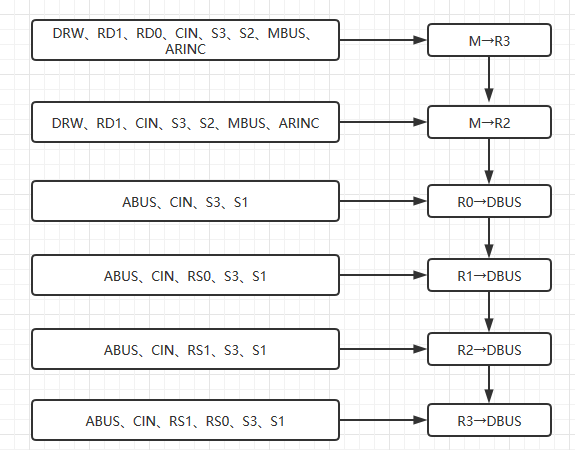 DRW、RD1、RD0、CIN、S3、S2、MBUS、
ARINC
M→R3
DRW、RD1、CIN、S3、S2、MBUS、ARINC
M→R2
ABUS、CIN、S3、S1
R0→DBUS
ABUS、CIN、RS0、S3、S1
R1→DBUS
ABUS、CIN、RS1、S3、S1
R2→DBUS
ABUS、CIN、RS1、RS0、S3、S1
R3→DBUS